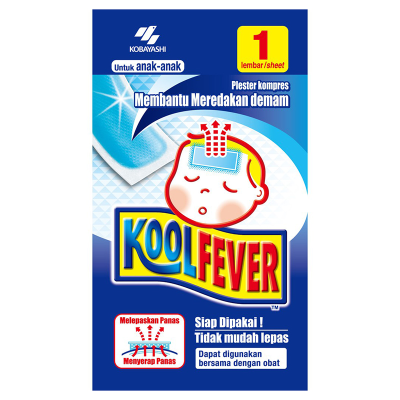 KOBAYASHI
Untuk anak-anak
1
lembar/sheet
Plester kompres
Membantu Meredakan demam
KOOLFEVER
TM
Melepaskan Panas
Menyerap Panas
Siap Dipakai !
Tidak mudah lepas
Dapat digunakan
bersama dengan obat